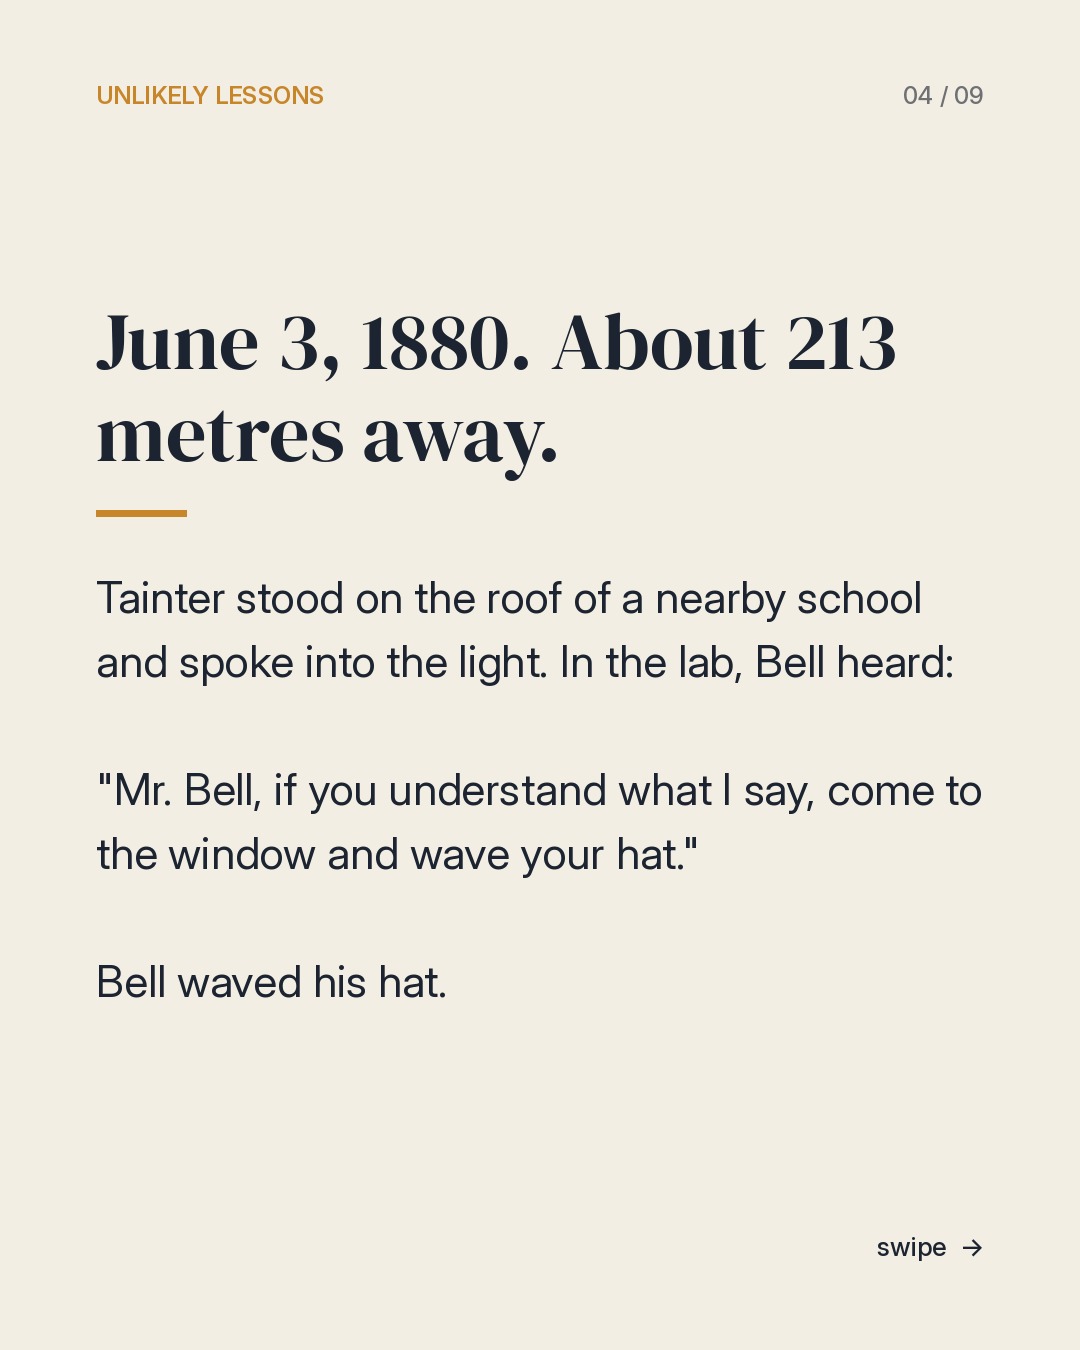 UNLIKELY LESSONS
04 / 09
June 3, 1880. About 213
metres away.
Tainter stood on the roof of a nearby school
and spoke into the light. In the lab, Bell heard:
"Mr. Bell, if you understand what I say, come to
the window and wave your hat."
Bell waved his hat.
swipe →